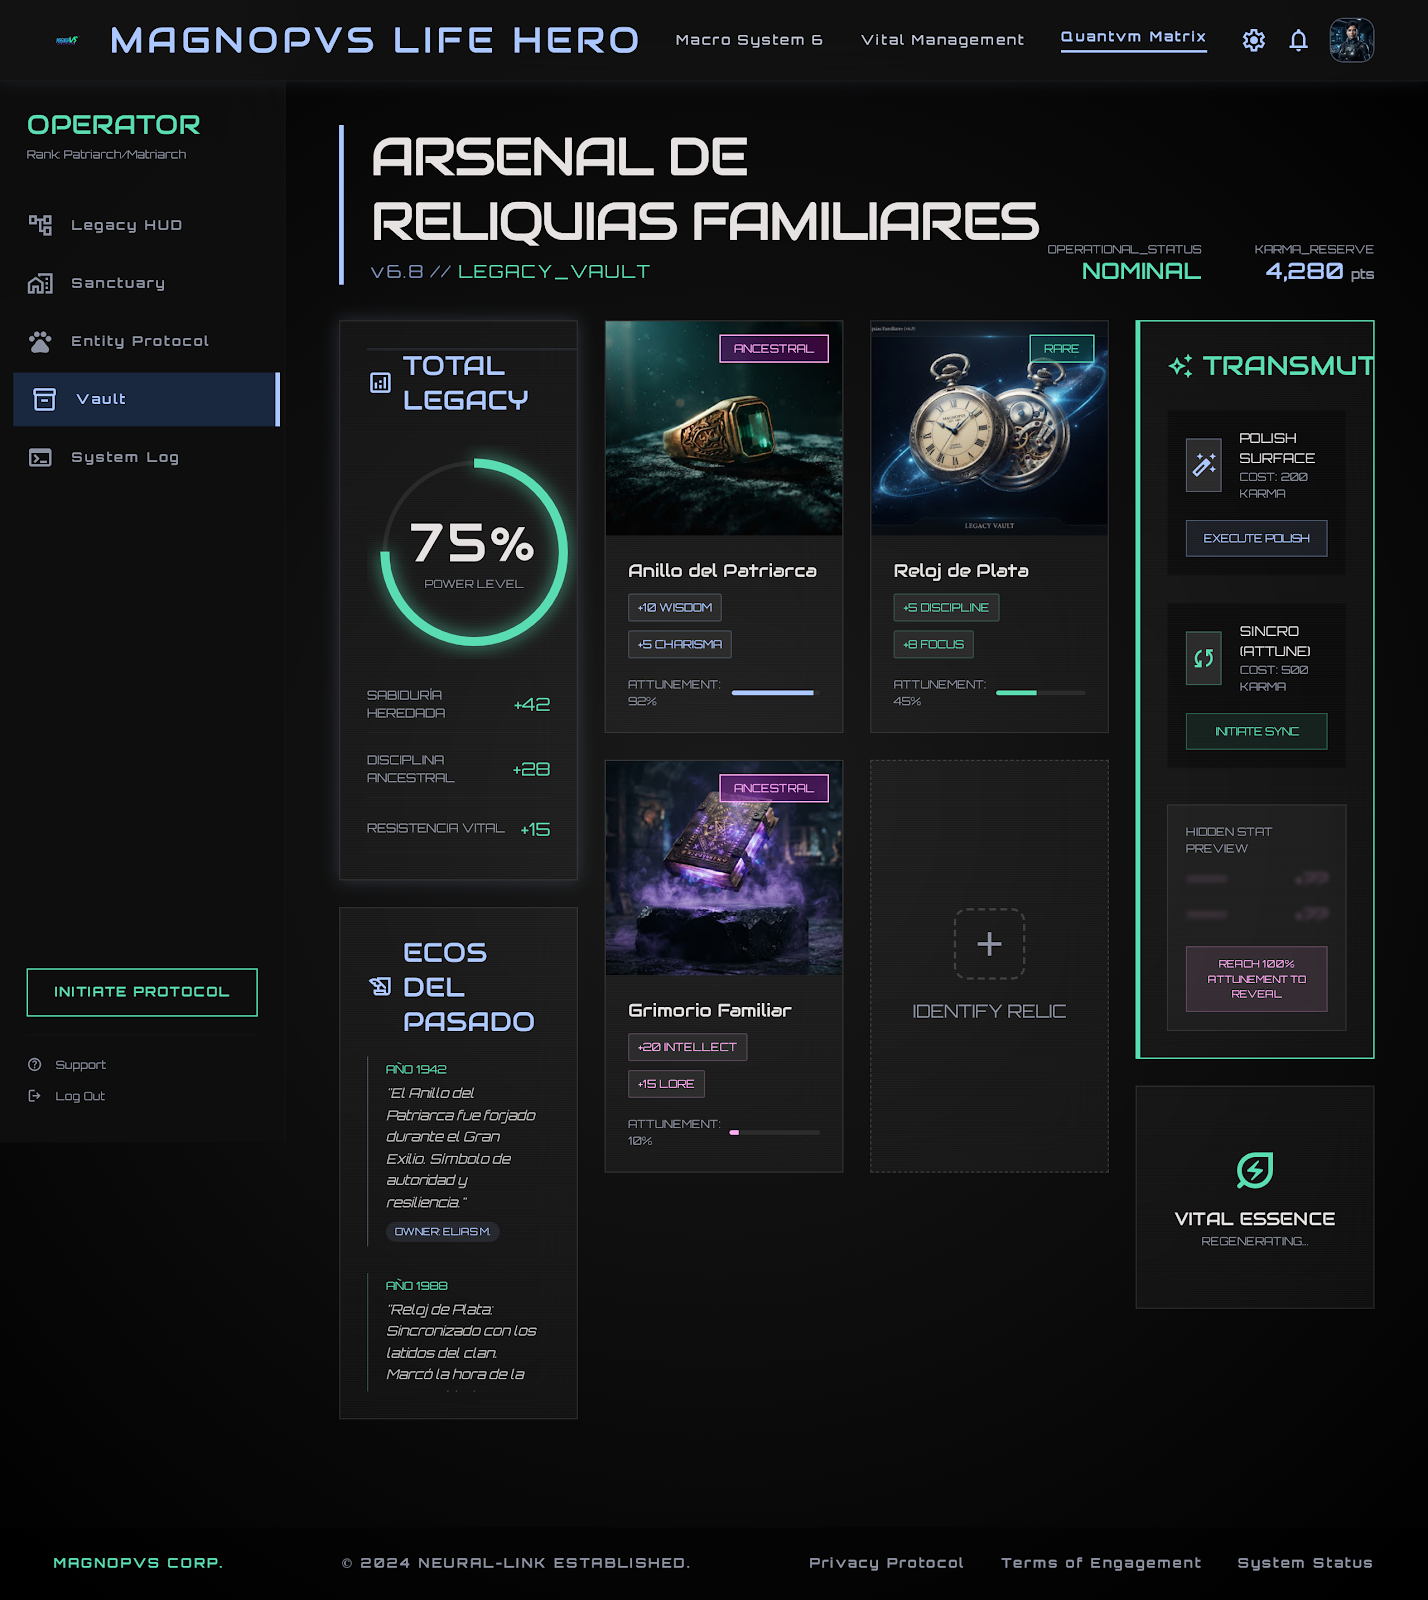 MAGNOPVS LIFE HERO
Macro System 6
Vital Management
Quantvm Matrix
OPERATOR
Rank: Patriarch/Matriarch
Legacy HUD
Sanctuary
Entity Protocol
Vault
System Log
INITIATE PROTOCOL
Support
Log Out
ARSENAL DE
RELIQUIAS FAMILIARES
v6.8 // LEGACY_VAULT
OPERATIONAL_STATUS
NOMINAL
KARMA_RESERVE
4,280 pts
TOTAL
LEGACY
75%
POWER LEVEL
SABIDURÍA
HEREDADA
+42
DISCIPLINA
ANCESTRAL
+28
RESISTENCIA VITAL
+15
ECOS
DEL
PASADO
AÑO 1942
"El Anillo del
Patriarca fue forjado
durante el Gran
Exilio. Símbolo de
autoridad y
resiliencia."
OWNER: ELIAS M.
AÑO 1988
"Reloj de Plata:
Sincronizado con los
latidos del clan.
Marcó la hora de la
ANCESTRAL
Anillo del Patriarca
+10 WISDOM
+5 CHARISMA
ATTUNEMENT:
92%
RARE
LEGACY VAULT
Reloj de Plata
+5 DISCIPLINE
+8 FOCUS
ATTUNEMENT:
45%
ANCESTRAL
Grimorio Familiar
+20 INTELLECT
+15 LORE
ATTUNEMENT:
10%
IDENTIFY RELIC
TRANSMUT
POLISH
SURFACE
COST: 200
KARMA
EXECUTE POLISH
SINCRO
(ATTUNE)
COST: 500
KARMA
INITIATE SYNC
HIDDEN STAT
PREVIEW
REACH 100%
ATTUNEMENT TO
REVEAL
VITAL ESSENCE
REGENERATING...
MAGNOPVS CORP.
© 2024 NEURAL-LINK ESTABLISHED.
Privacy Protocol
Terms of Engagement
System Status